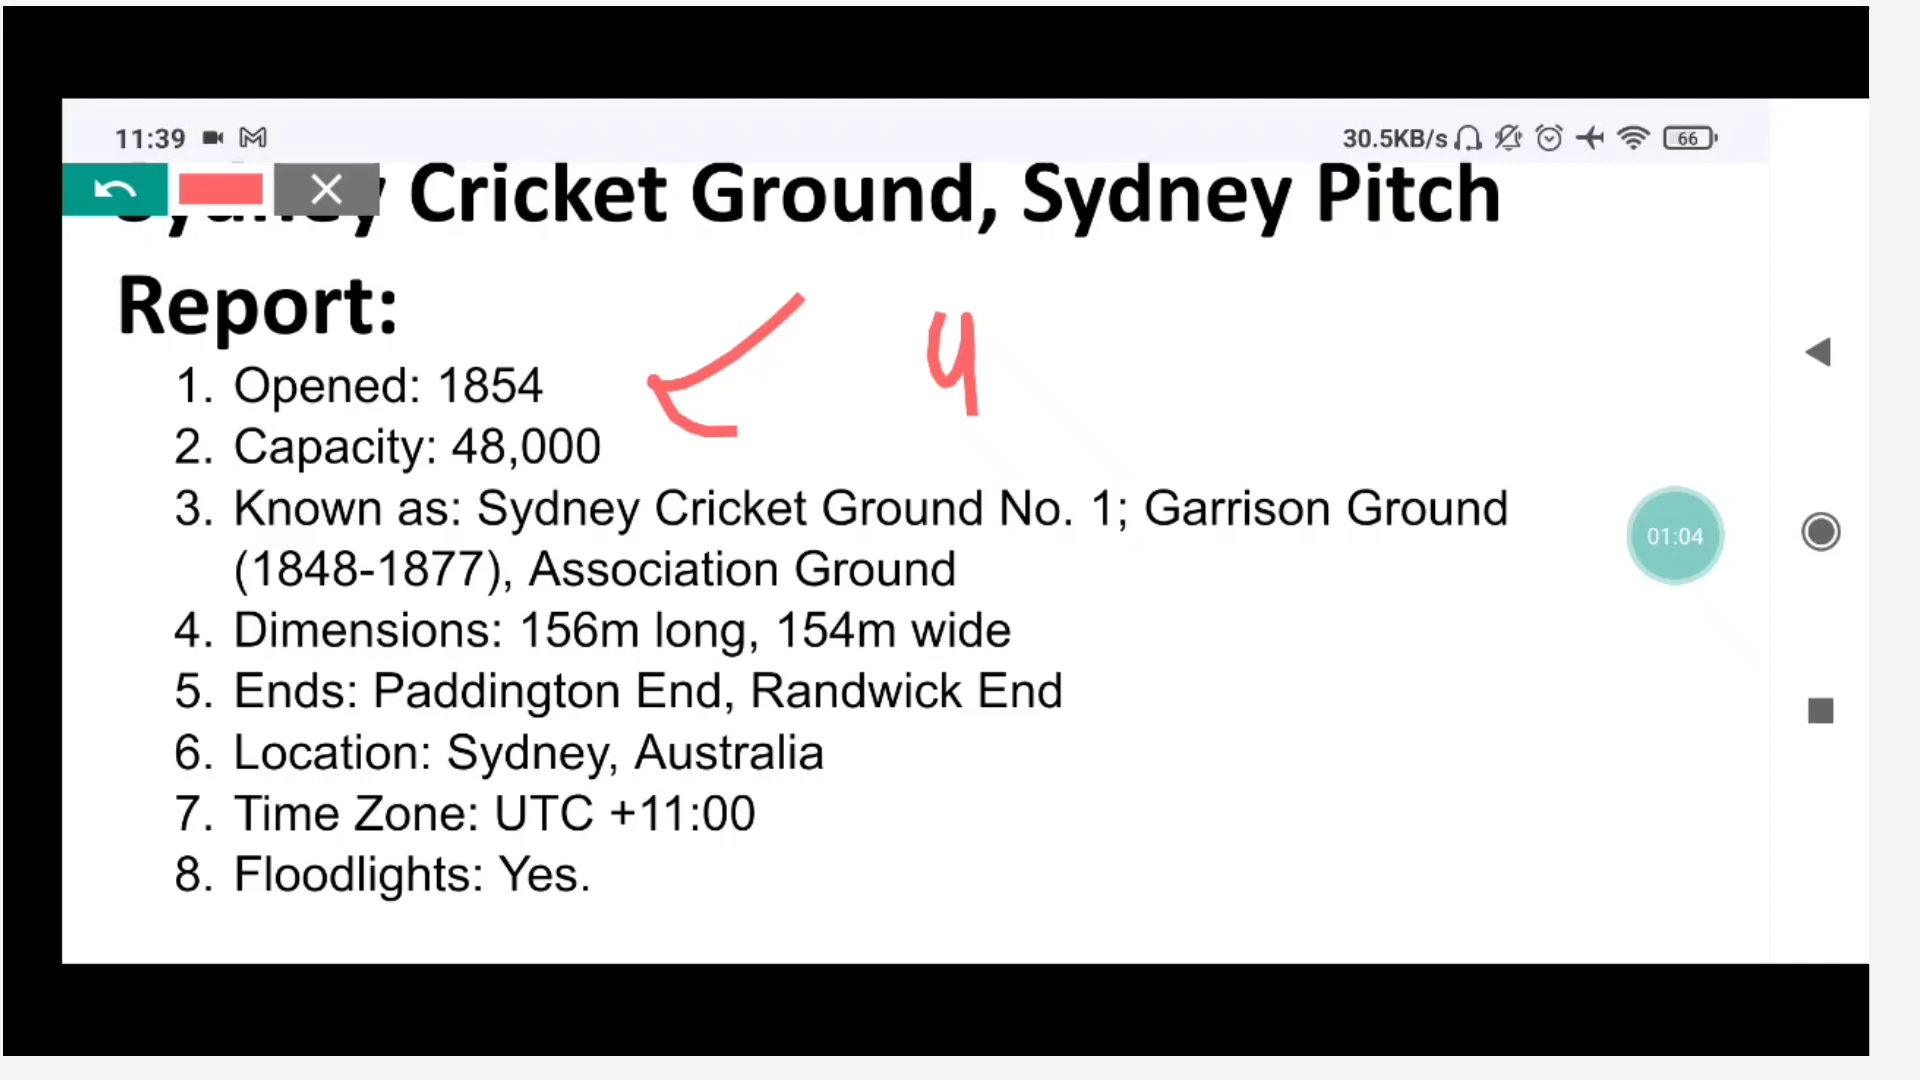 11:39
30.5KB/s
66
Sydney Cricket Ground, Sydney Pitch
Report:
4
1. Opened: 1854
2. Capacity: 48,000
3. Known as: Sydney Cricket Ground No. 1; Garrison Ground
(1848-1877), Association Ground
01:04
4. Dimensions: 156m long, 154m wide
5. Ends: Paddington End, Randwick End
6. Location: Sydney, Australia
7. Time Zone: UTC +11:00
8. Floodlights: Yes.